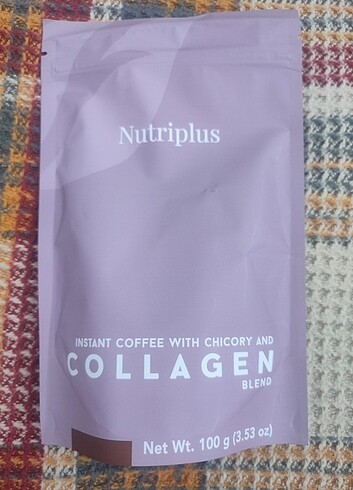 Nutriplus
INSTANT COFFEE WITH CHICORY AND
COLLAGEN
BLEND
Net Wt. 100 g (3.53 oz)